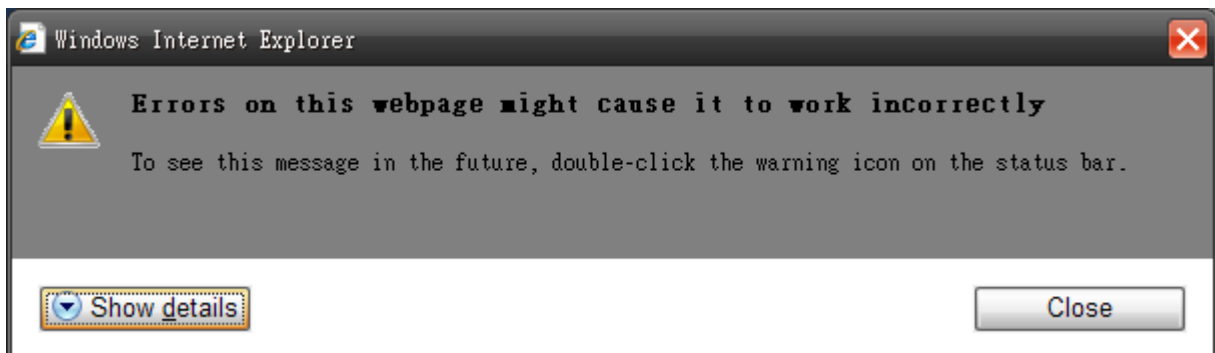 Windows Internet Explorer
Errors on this webpage might cause it to work incorrectly
To see this message in the future, double-click the warning icon on the status bar.
Show details
Close